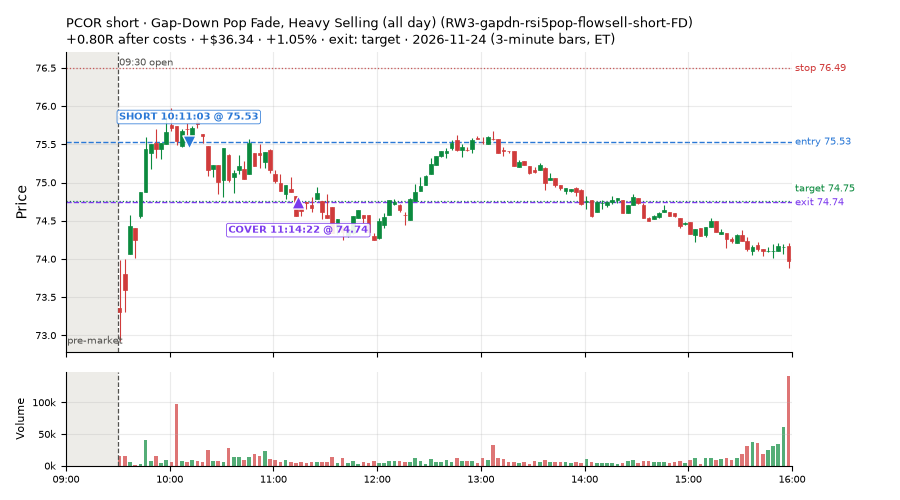 PCOR short · Gap-Down Pop Fade, Heavy Selling (all day) (RW3-gapdn-rsi5pop-flowsell-short-FD)
+0.80R after costs · +$36.34 · +1.05% · exit: target · 2026-11-24 (3-minute bars, ET)
09:30 open
76.5
stop 76.49
76.0
SHORT 10:11:03 @ 75.53
75.5
entry 75.53
75.0
target 74.75
exit 74.74
74.5
COVER 11:14:22 @ 74.74
74.0
73.5
73.0
pre-market
Price
100k
50k
0k
Volume
09:00 10:00 11:00 12:00 13:00 14:00 15:00 16:00